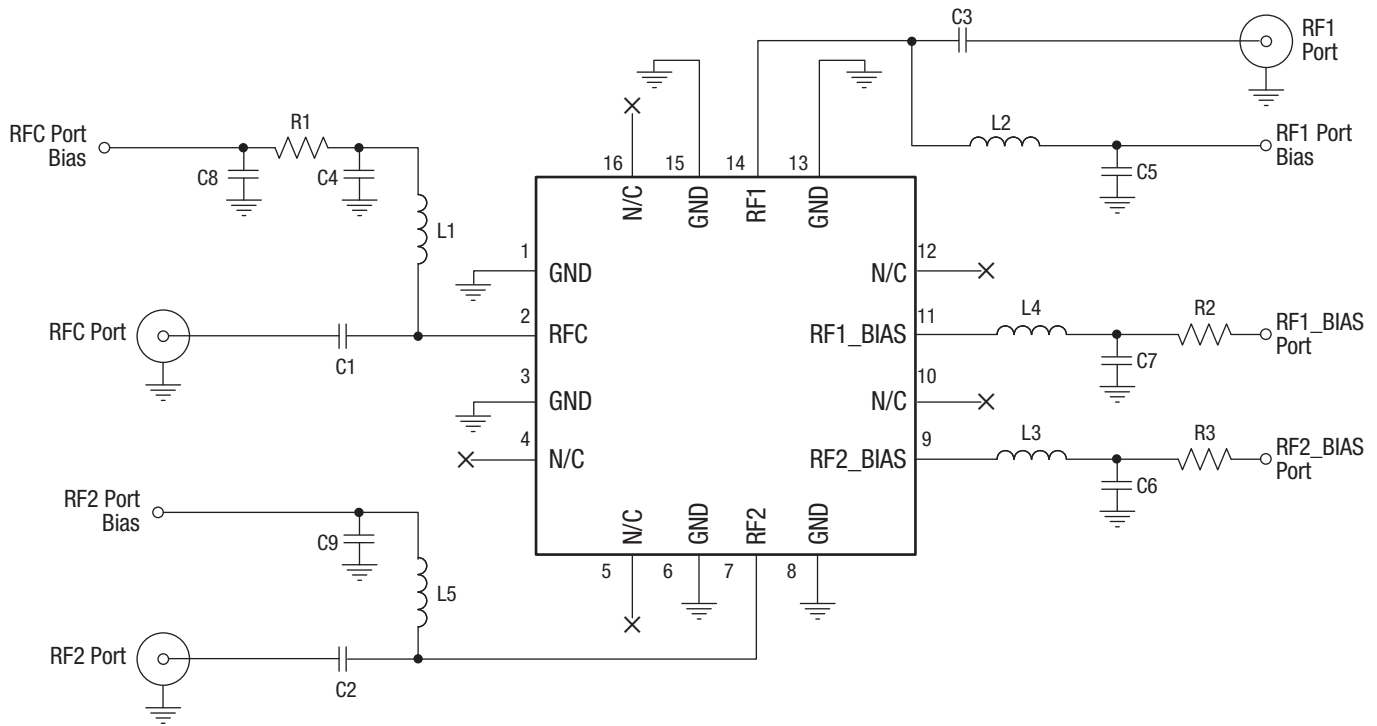 C3
RF1
Port
RFC Port
Bias
R1
C8
C4
L1
L2
RF1 Port
Bias
C5
16
15
14
13
N/C
GND
RF1
GND
1
GND
12
N/C
RFC Port
C1
2
RFC
11
RF1_BIAS
L4
R2
RF1_BIAS
Port
C7
3
GND
10
N/C
4
N/C
9
RF2_BIAS
L3
R3
RF2_BIAS
Port
C6
RF2 Port
Bias
C9
L5
N/C
GND
RF2
GND
5
6
7
8
RF2 Port
C2